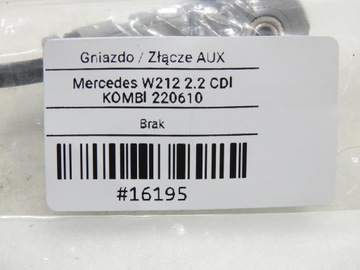 Gniazdo / Złącze AUX
Mercedes W212 2.2 CDI
KOMBI 220610
Brak
#16195